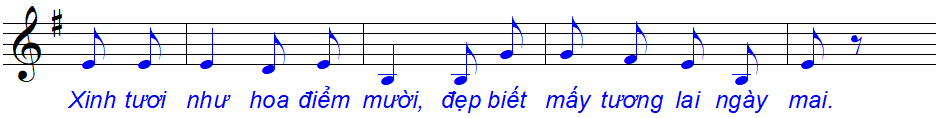 Xinh tươi như hoa điểm mười, đẹp biết mấy tương lai ngày mai.